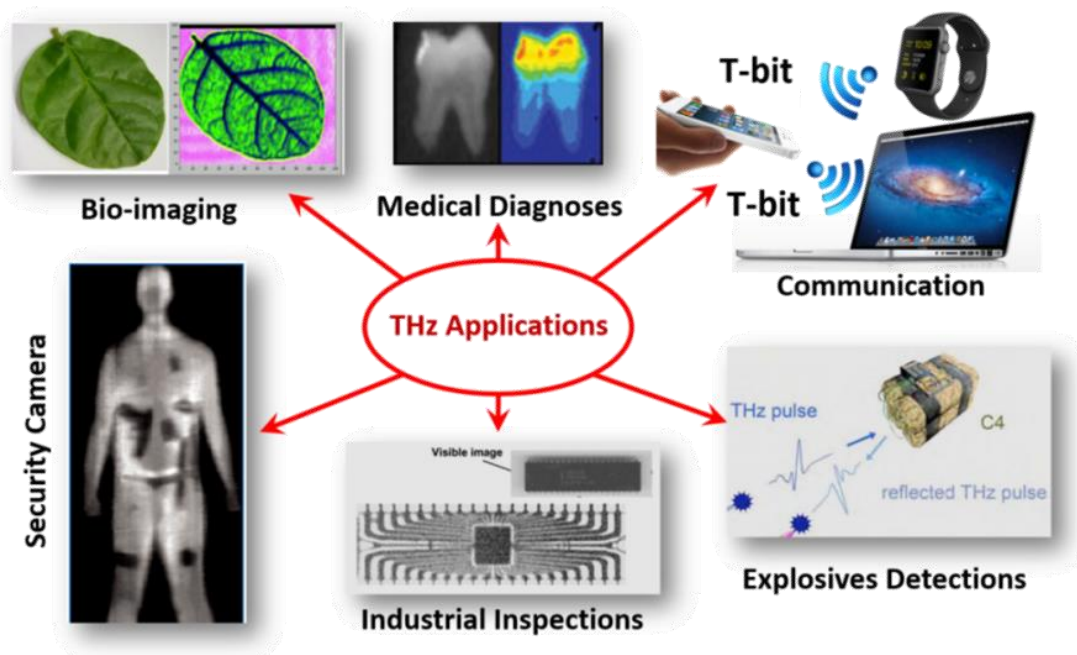 T-bit
T-bit
Bio-imaging
Medical Diagnoses
Communication
THz Applications
Security Camera
THz pulse
C4
reflected THz pulse
Visible image
Industrial Inspections
Explosives Detections